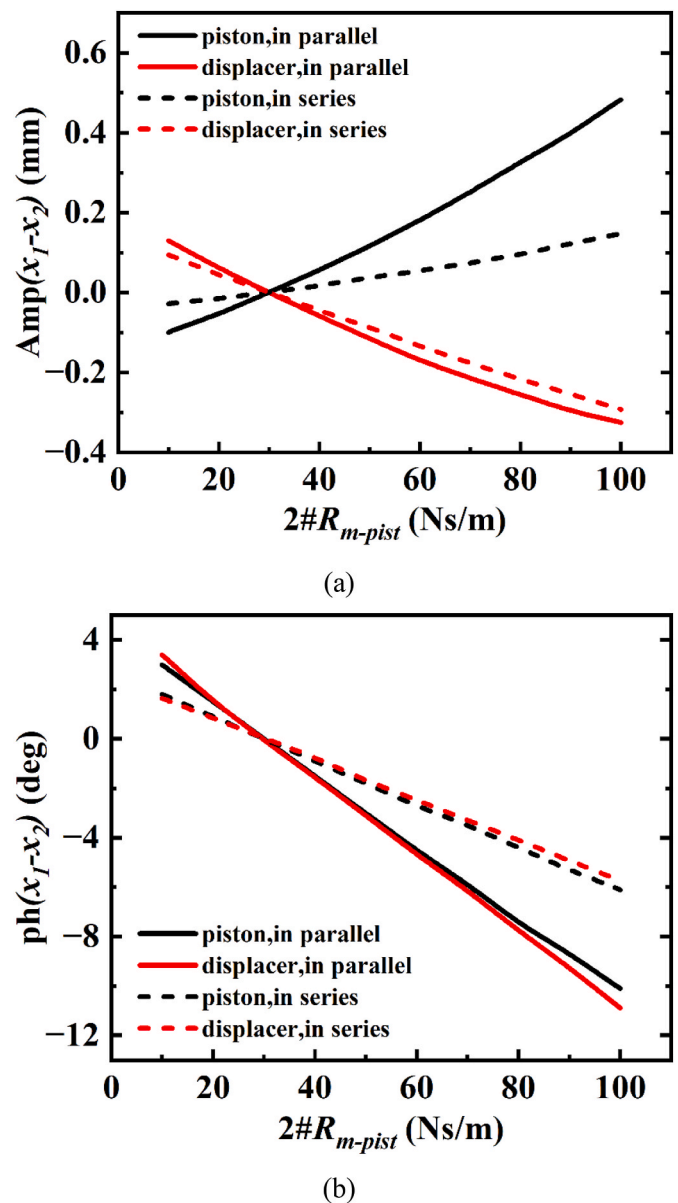 piston,in parallel
displacer,in parallel
piston,in series
displacer,in series
0.6
0.4
0.2
0.0
−0.2
−0.4
Amp(x1-x2) (mm)
0 20 40 60 80 100
2#Rm-pist (Ns/m)
(a)
4
0
−4
−8
−12
ph(x1-x2) (deg)
piston,in parallel
displacer,in parallel
piston,in series
displacer,in series
0 20 40 60 80 100
2#Rm-pist (Ns/m)
(b)